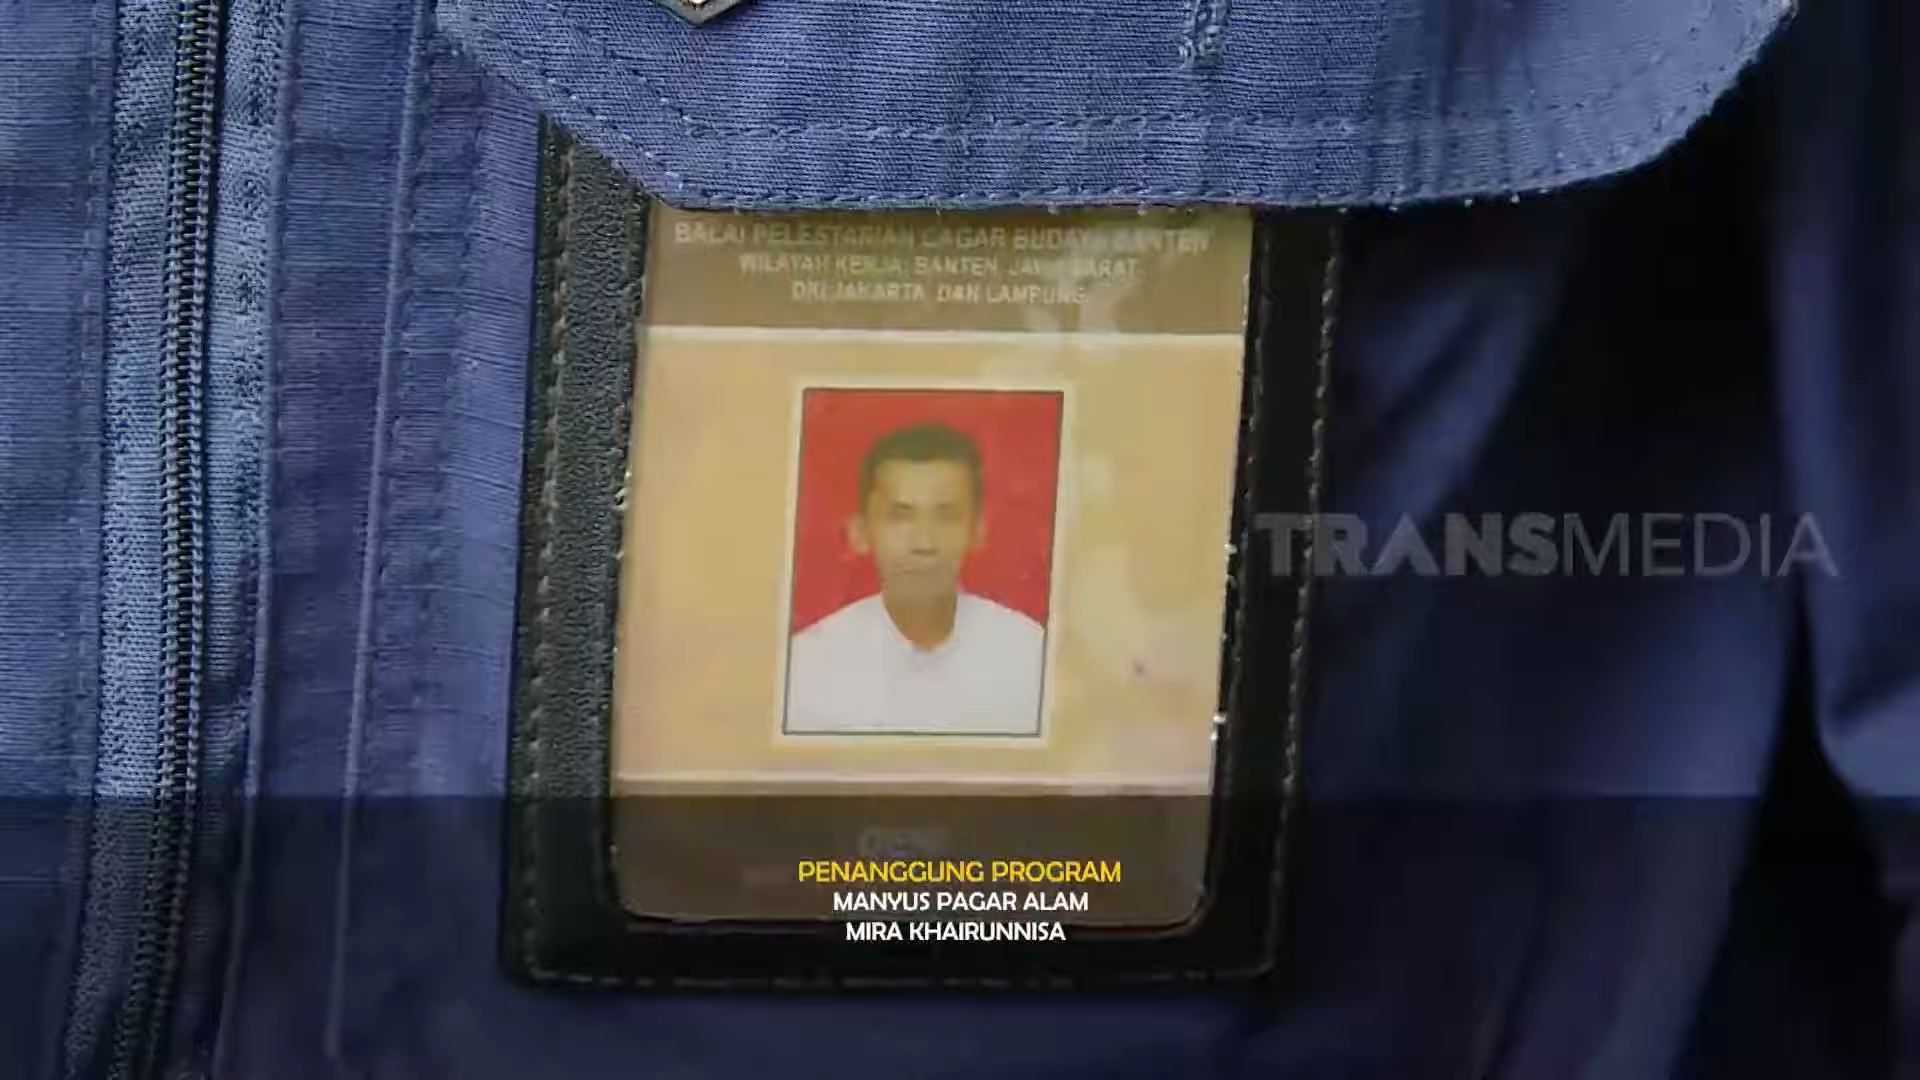 BALAI PELESTARIAN CAGAR BUDAYA BANTEN
WILAYAH KERJA: BANTEN, JAWA BARAT,
DKI JAKARTA, DAN LAMPUNG
TRANSMEDIA
PENANGGUNG PROGRAM
MANYUS PAGAR ALAM
MIRA KHAIRUNNISA